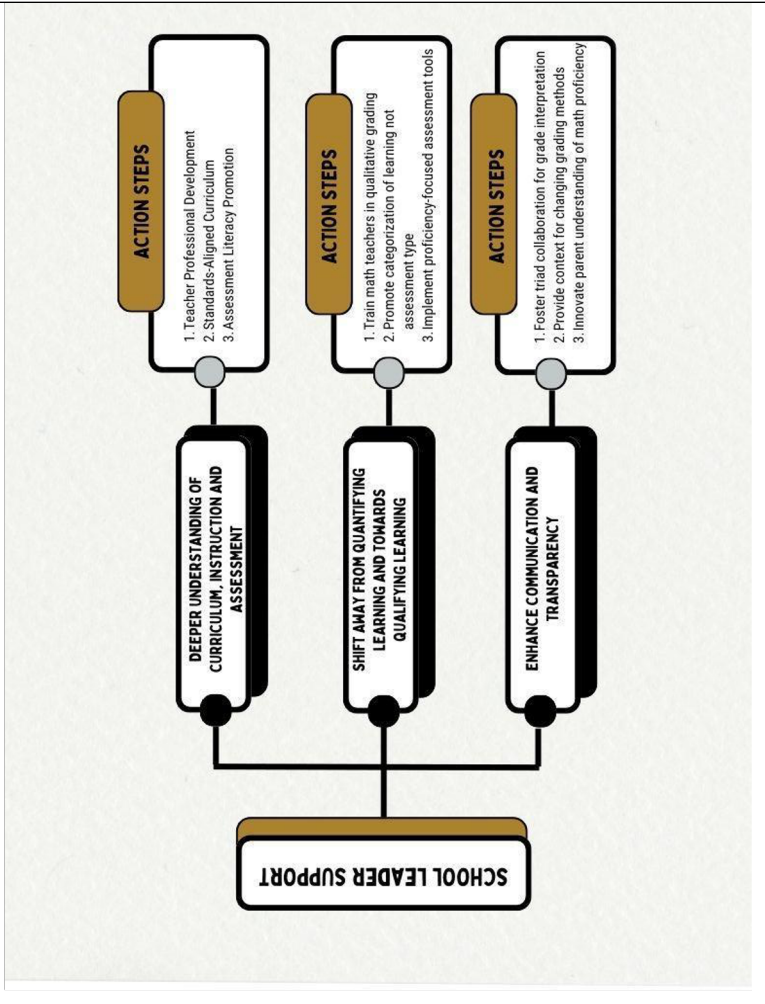 SCHOOL LEADER SUPPORT
DEEPER UNDERSTANDING OF
CURRICULUM, INSTRUCTION AND
ASSESSMENT
ACTION STEPS
1. Teacher Professional Development
2. Standards-Aligned Curriculum
3. Assessment Literacy Promotion
SHIFT AWAY FROM QUANTIFYING
LEARNING AND TOWARDS
QUALIFYING LEARNING
ACTION STEPS
1. Train math teachers in qualitative grading
2. Promote categorization of learning not
assessment type
3. Implement proficiency-focused assessment tools
ENHANCE COMMUNICATION AND
TRANSPARENCY
ACTION STEPS
1. Foster triad collaboration for grade interpretation
2. Provide context for changing grading methods
3. Innovate parent understanding of math proficiency